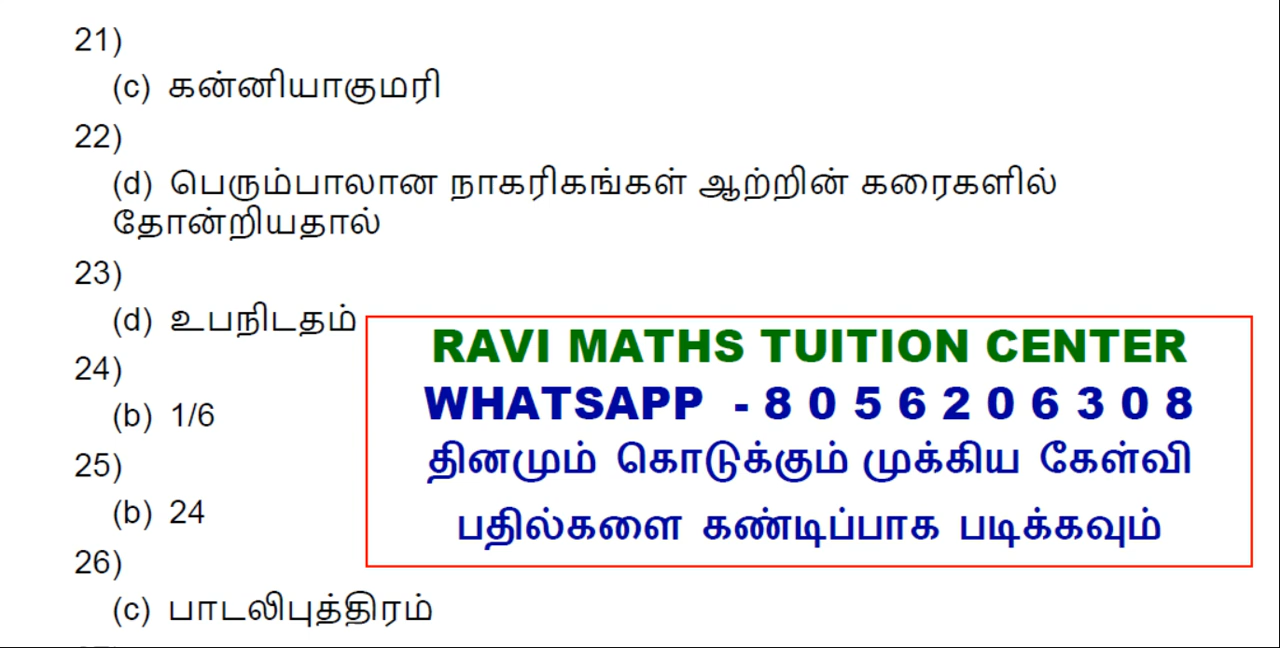 21)
(c) கன்னியாகுமரி
22)
(d) பெரும்பாலான நாகரிகங்கள் ஆற்றின் கரைகளில்
தோன்றியதால்
23)
(d) உபநிடதம்
24)
(b) 1/6
25)
(b) 24
26)
(c) பாடலிபுத்திரம்
RAVI MATHS TUITION CENTER
WHATSAPP - 8 0 5 6 2 0 6 3 0 8
தினமும் கொடுக்கும் முக்கிய கேள்வி
பதில்களை கண்டிப்பாக படிக்கவும்